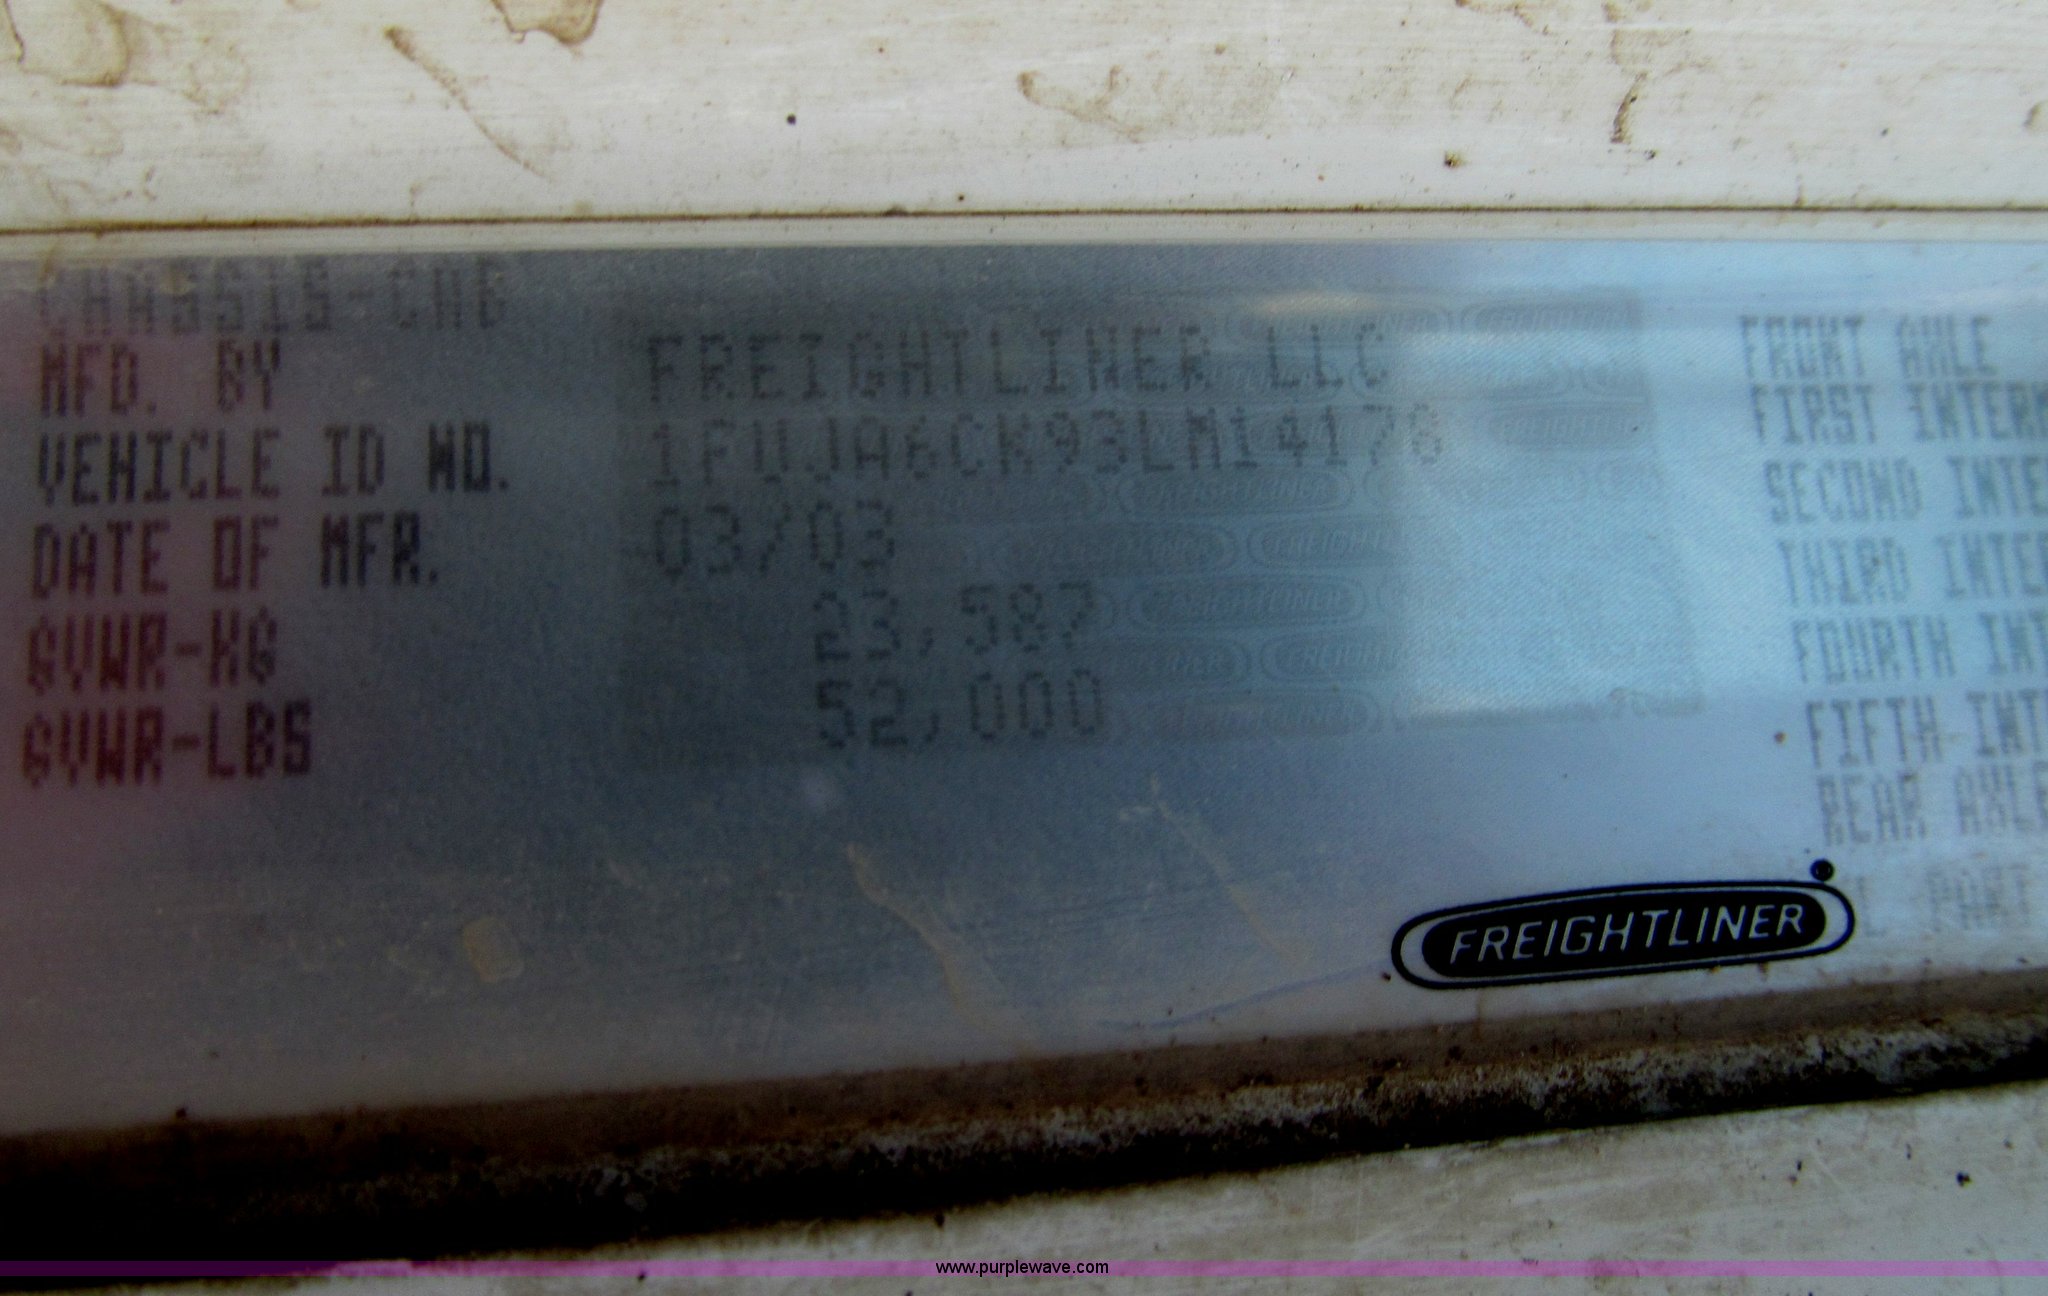 CHASSIS-CAB
MFD. BY FREIGHTLINER LLC
VEHICLE ID NO. 1FUJA6CK93LM14176
DATE OF MFR. 03/03
GVWR-KG 23,587
GVWR-LBS 52,000
FRONT AXLE
FIRST INTERM
SECOND INTE
THIRD INTE
FOURTH INT
FIFTH INT
REAR AXLE
FREIGHTLINER
www.purplewave.com